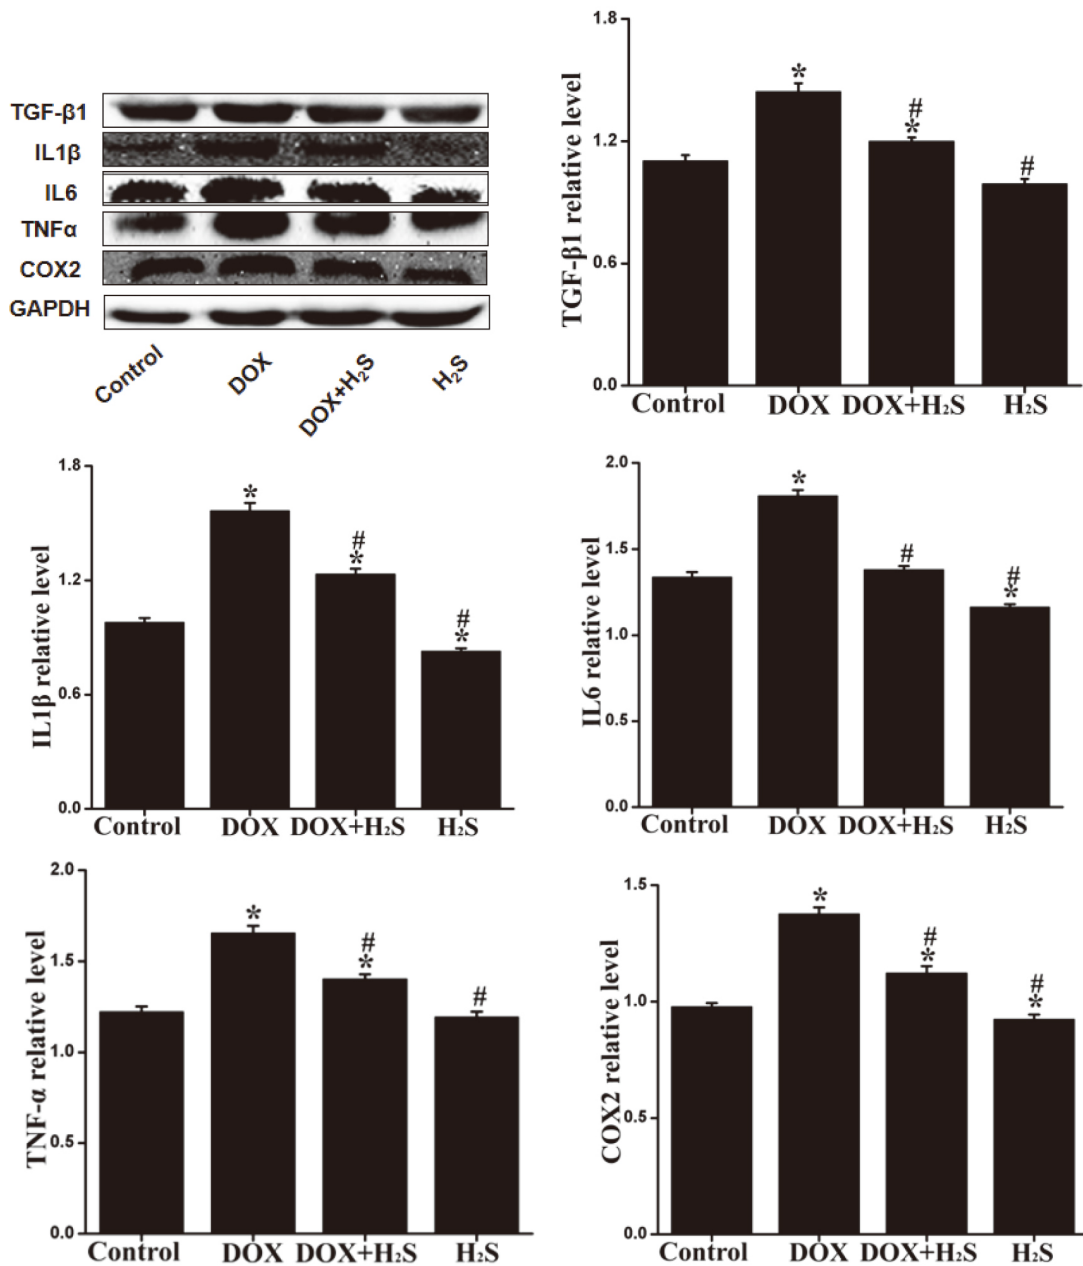 TGF-β1
IL1β
IL6
TNFα
COX2
GAPDH
Control
DOX
DOX+H₂S
H₂S
TGF-β1 relative level
1.8
1.2
0.6
0.0
*
#
*
#
Control DOX DOX+H₂S H₂S
IL1β relative level
1.8
1.2
0.6
0.0
*
#
*
#
*
Control DOX DOX+H₂S H₂S
IL6 relative level
2.0
1.5
1.0
0.5
0.0
*
#
#
*
Control DOX DOX+H₂S H₂S
TNF-α relative level
2.0
1.5
1.0
0.5
0.0
*
#
*
#
Control DOX DOX+H₂S H₂S
COX2 relative level
1.5
1.0
0.5
0.0
*
#
*
#
*
Control DOX DOX+H₂S H₂S